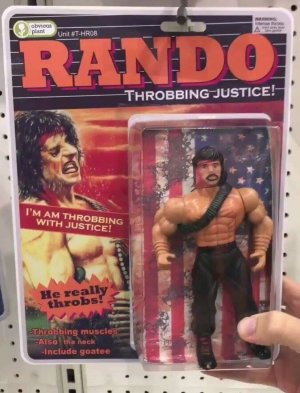 obvious
plant
Unit #T-HR08
WARNING:
RANDO
THROBBING JUSTICE!
I'M AM THROBBING
WITH JUSTICE!
He really
throbs!
-Throbbing muscles
-Also the neck
-Include goatee